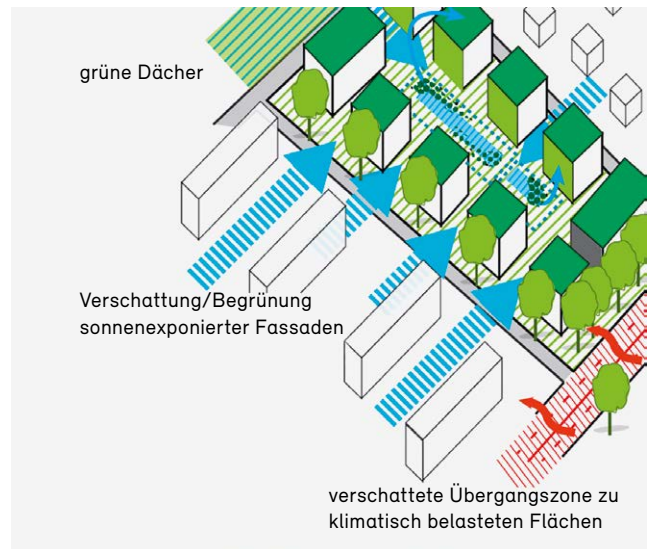 grüne Dächer
Verschattung/Begrünung
sonnenexponierter Fassaden
verschattete Übergangszone zu
klimatisch belasteten Flächen